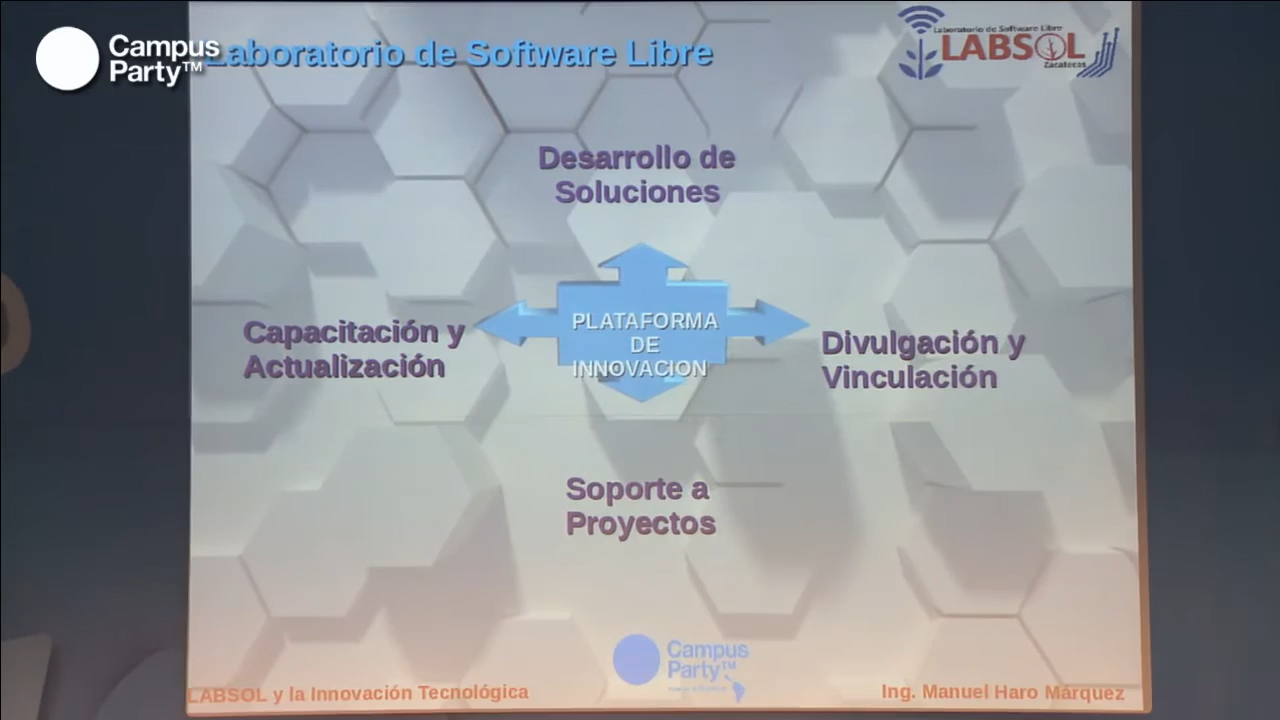 Campus
Party™
Laboratorio de Software Libre
Laboratorio de Software Libre
LABSOL
Zacatecas
Desarrollo de
Soluciones
Capacitación y
Actualización
PLATAFORMA
DE
INNOVACION
Divulgación y
Vinculación
Soporte a
Proyectos
Campus
Party™
LABSOL y la Innovación Tecnológica
Ing. Manuel Haro Márquez